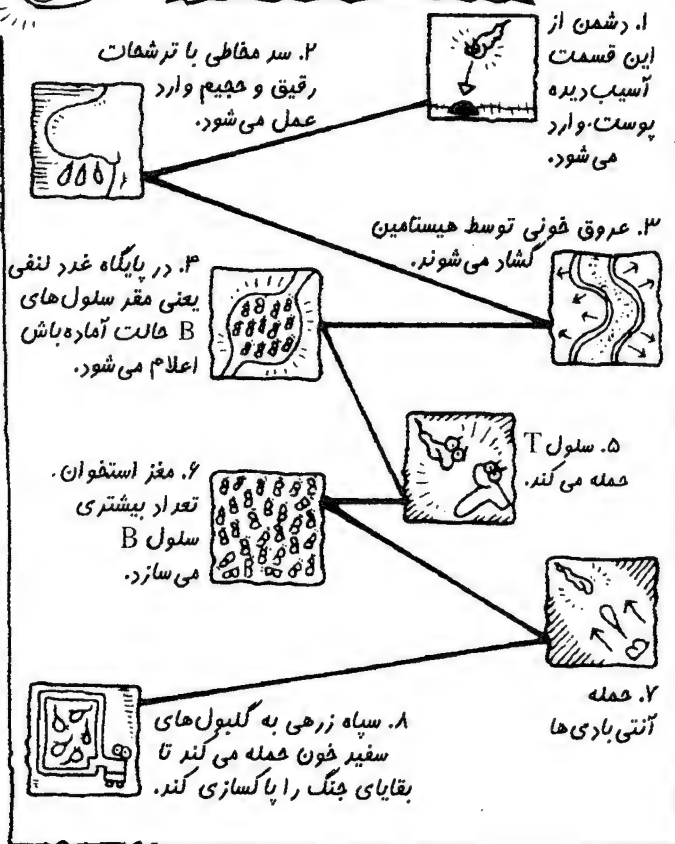 ۱. دشمن از
این قسمت
آسیب‌دیده
پوست، وارد
می‌شود.
۲. سد مخاطی با ترشحات
رقیق و حجیم وارد
عمل می‌شود.
۳. عروق خونی توسط هیستامین
گشاد می‌شوند.
۴. در پایگاه غدد لنفی
یعنی مقر سلول‌های
B حالت آماده‌باش
اعلام می‌شود.
۵. سلول T
حمله می‌کند.
۶. مغز استخوان.
تعداد بیشتری
سلول B
می‌سازد.
۷. حمله
آنتی‌بادی‌ها
۸. سپاه زرهی به گلبول‌های
سفید خون حمله می‌کند تا
بقایای جنگ را پاکسازی کند.